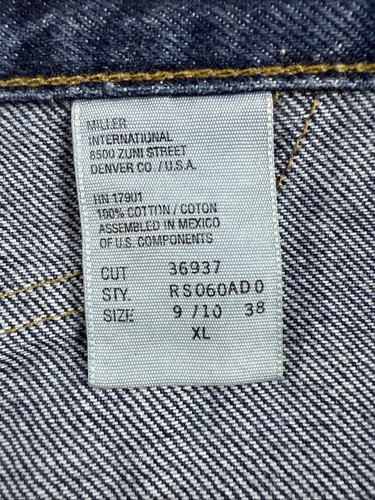 MILLER
INTERNATIONAL
8500 ZUNI STREET
DENVER CO / U.S.A.
RN 17901
100% COTTON / COTON
ASSEMBLED IN MEXICO
OF U.S. COMPONENTS
CUT 36937
STY. RS060AD0
SIZE 9/10 38
XL